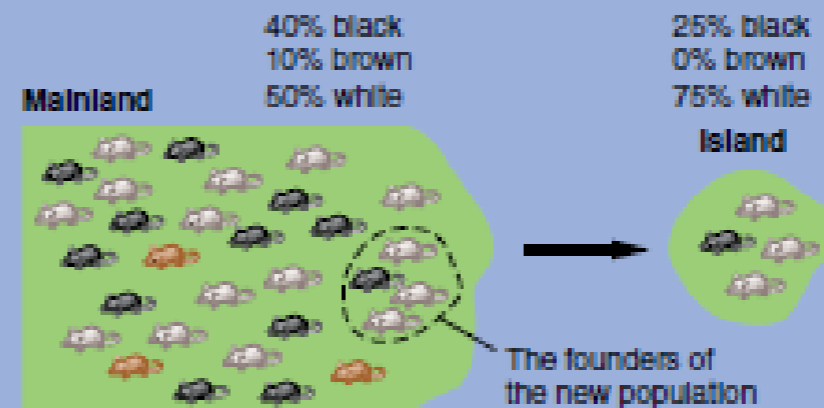 40% black
10% brown
50% white
Mainland
25% black
0% brown
75% white
Island
The founders of
the new population